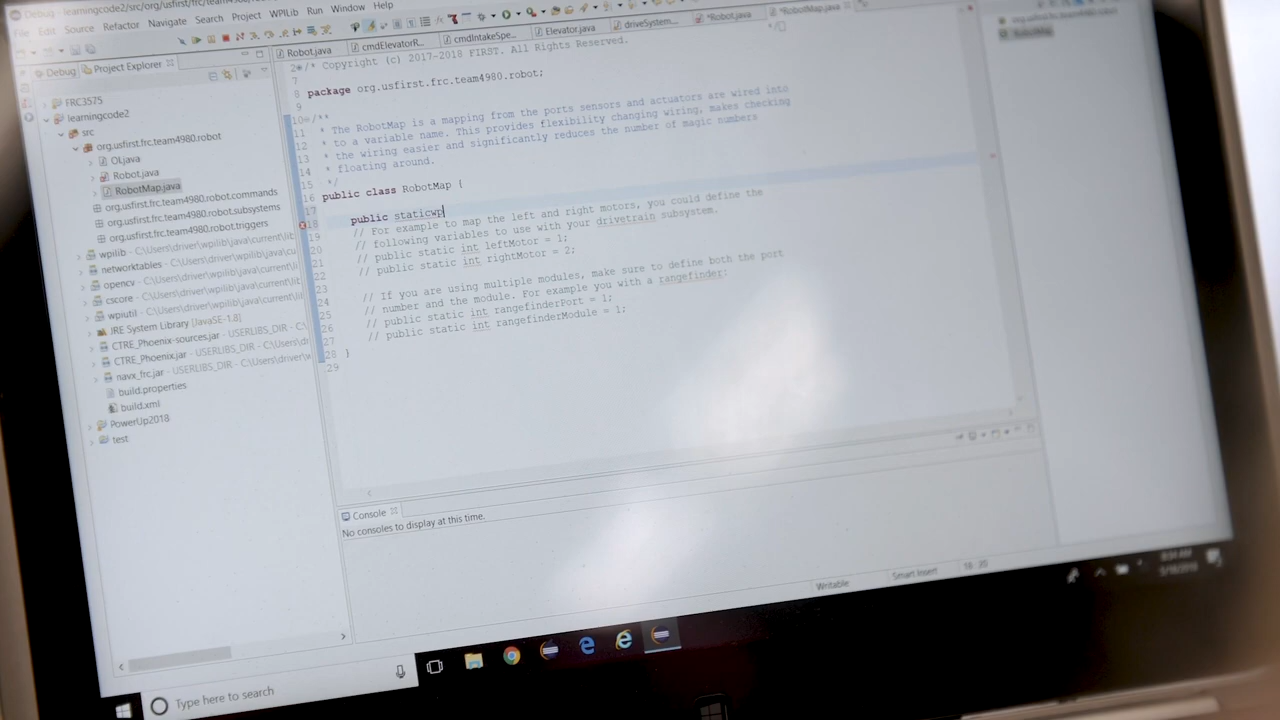 Debug - learningcode2/src/org/usfirst/frc/team4980/robot/
File Edit Source Refactor Navigate Search Project WPILib Run Window Help
Robot.java cmdElevatorR... cmdIntakeSpe... Elevator.java driveSystem... *Robot.java *RobotMap.java
Debug Project Explorer
FRC3575
learningcode2
src
org.usfirst.frc.team4980.robot
OI.java
Robot.java
RobotMap.java
org.usfirst.frc.team4980.robot.commands
org.usfirst.frc.team4980.robot.subsystems
org.usfirst.frc.team4980.robot.triggers
wpilib - C:\Users\driver\wpilib\java\current\lit
networktables - C:\Users\driver\wpilib\java\cu
opencv - C:\Users\driver\wpilib\java\current\li
cscore - C:\Users\driver\wpilib\java\current\lit
wpiutil - C:\Users\driver\wpilib\java\current\lit
JRE System Library [JavaSE-1.8]
CTRE_Phoenix-sources.jar - USERLIBS_DIR - C:\
CTRE_Phoenix.jar - USERLIBS_DIR - C:\Users\dr
navx_frc.jar - USERLIBS_DIR - C:\Users\driver\w
build.properties
build.xml
PowerUp2018
test
2 /* Copyright (c) 2017-2018 FIRST. All Rights Reserved.
7
8 package org.usfirst.frc.team4980.robot;
9
10 /**
11 * The RobotMap is a mapping from the ports sensors and actuators are wired into
12 * to a variable name. This provides flexibility changing wiring, makes checking
13 * the wiring easier and significantly reduces the number of magic numbers
14 * floating around.
15 */
16 public class RobotMap {
17
18 public staticwp
19 // For example to map the left and right motors, you could define the
20 // following variables to use with your drivetrain subsystem.
21 // public static int leftMotor = 1;
22 // public static int rightMotor = 2;
23
24 // If you are using multiple modules, make sure to define both the port
25 // number and the module. For example you with a rangefinder:
26 // public static int rangefinderPort = 1;
27 // public static int rangefinderModule = 1;
28 }
29
Console
No consoles to display at this time.
Writable Smart Insert 18:20
Type here to search